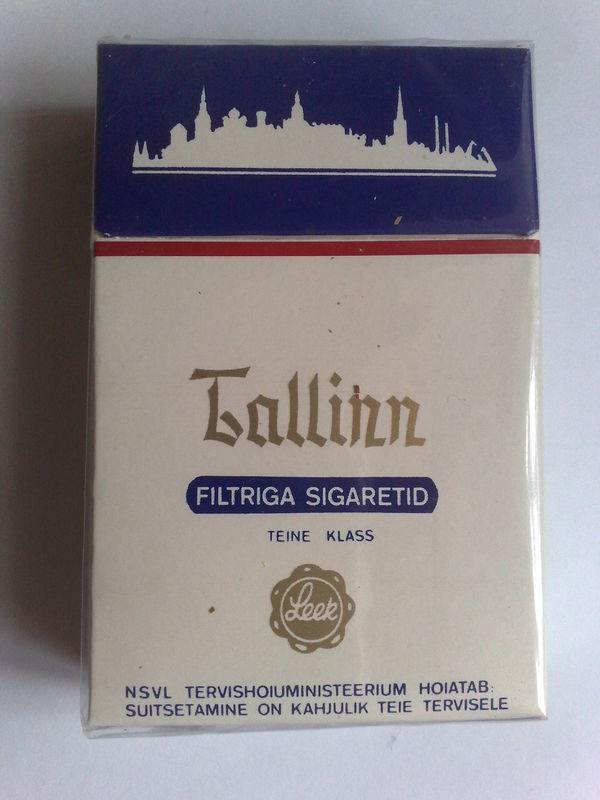 Tallinn
FILTRIGA SIGARETID
TEINE KLASS
Leek
NSVL TERVISHOIUMINISTEERIUM HOIATAB:
SUITSETAMINE ON KAHJULIK TEIE TERVISELE